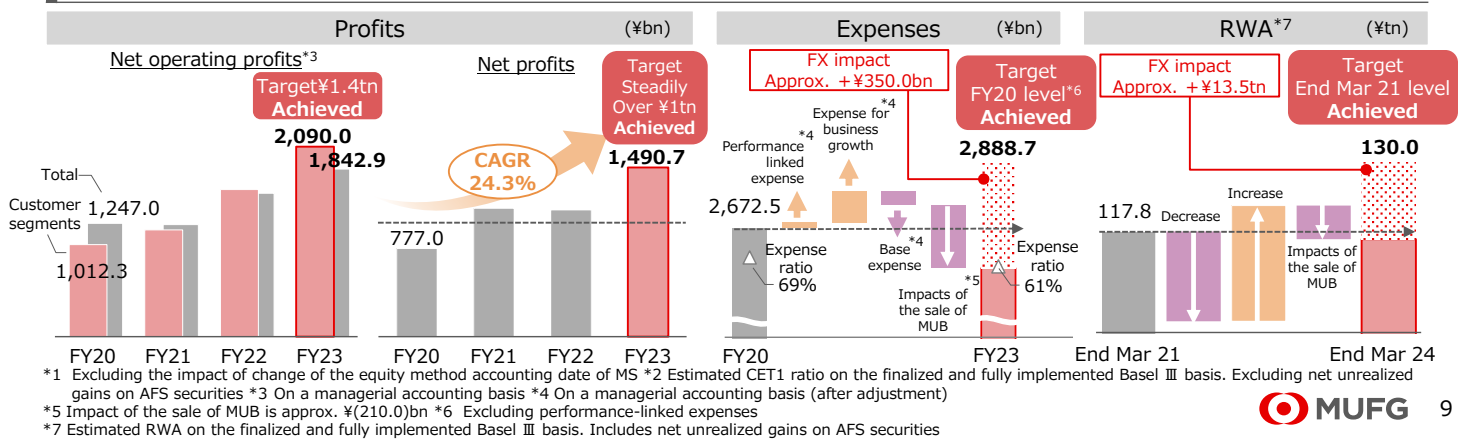 Profits (¥bn)
Net operating profits*3
Target¥1.4tn
Achieved
2,090.0
1,842.9
Total
Customer
segments
1,247.0
1,012.3
FY20 FY21 FY22 FY23
Net profits
Target
Steadily
Over ¥1tn
Achieved
1,490.7
CAGR
24.3%
777.0
FY20 FY21 FY22 FY23
Expenses (¥bn)
FX impact
Approx. +¥350.0bn
Target
FY20 level*6
Achieved
2,888.7
*4
Performance
linked
expense
*4
Expense for
business
growth
2,672.5
Expense
ratio
69%
Base*4
expense
*5
Impacts of
the sale of
MUB
Expense
ratio
61%
FY20 FY23
RWA*7 (¥tn)
FX impact
Approx. +¥13.5tn
Target
End Mar 21 level
Achieved
130.0
117.8
Decrease
Increase
Impacts of
the sale of
MUB
End Mar 21 End Mar 24
*1 Excluding the impact of change of the equity method accounting date of MS *2 Estimated CET1 ratio on the finalized and fully implemented Basel Ⅲ basis. Excluding net unrealized
gains on AFS securities *3 On a managerial accounting basis *4 On a managerial accounting basis (after adjustment)
*5 Impact of the sale of MUB is approx. ¥(210.0)bn *6 Excluding performance-linked expenses
*7 Estimated RWA on the finalized and fully implemented Basel Ⅲ basis. Includes net unrealized gains on AFS securities
MUFG 9